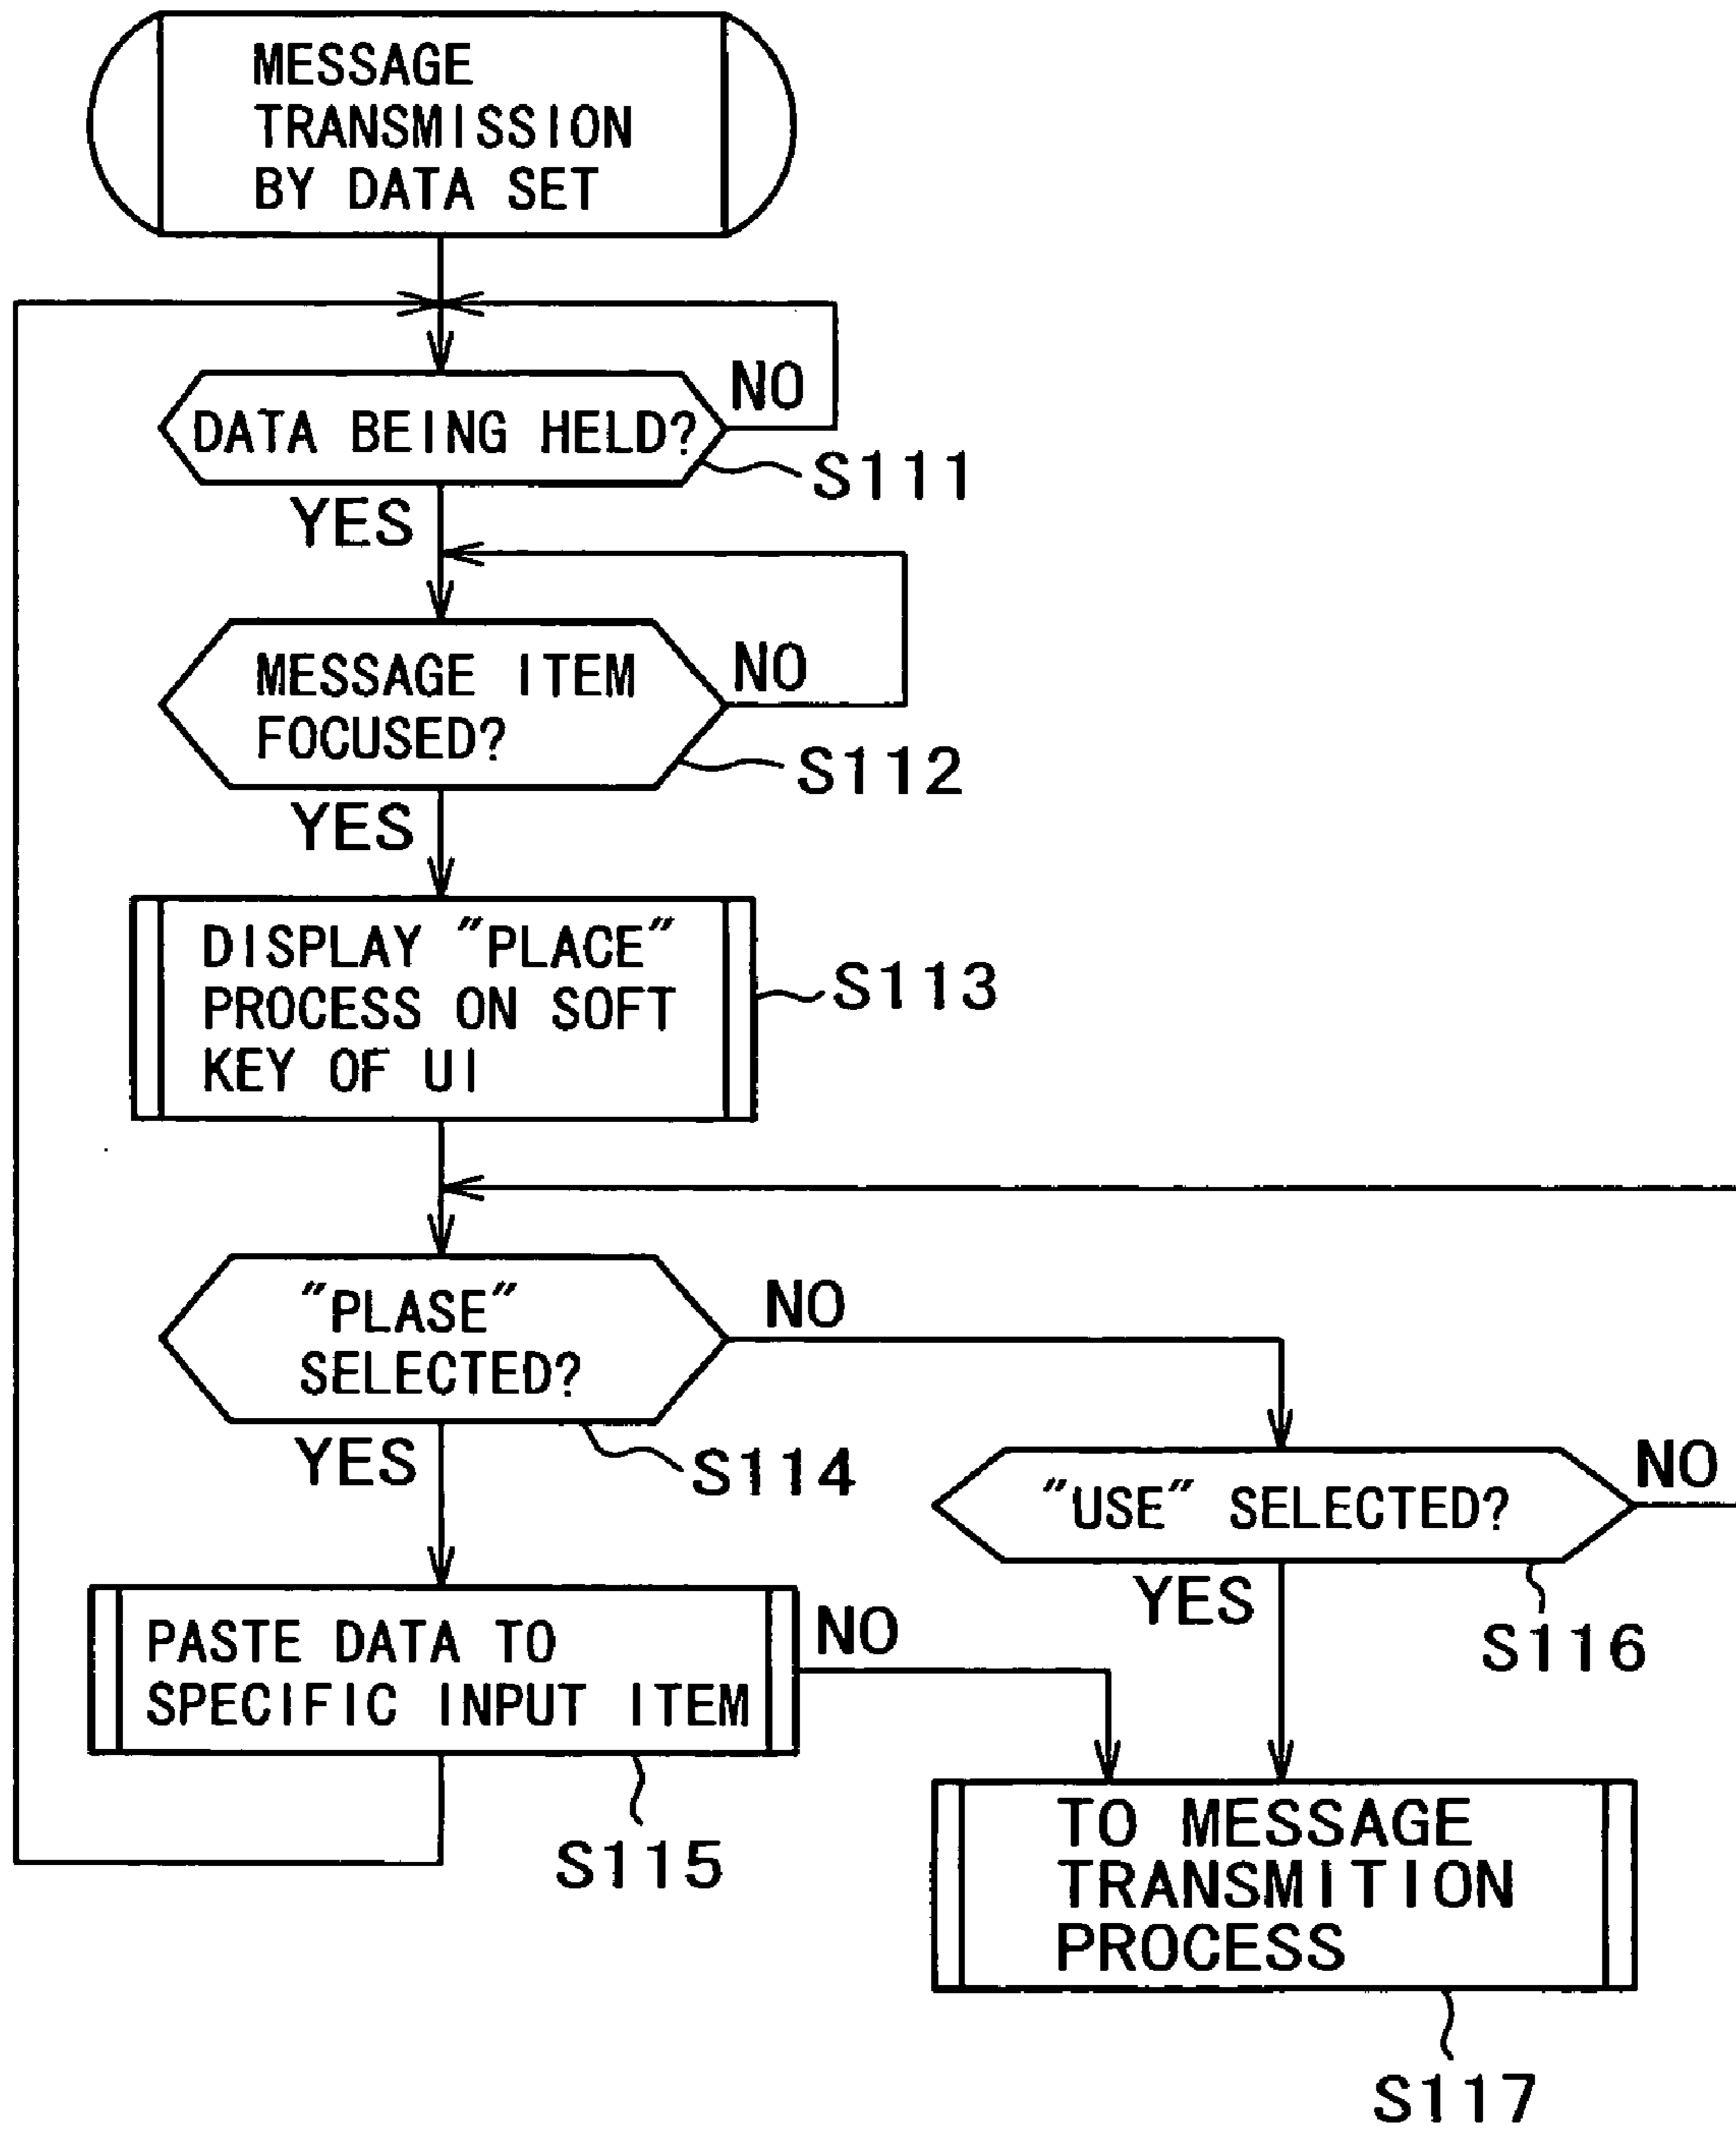 MESSAGE
TRANSMISSION
BY DATA SET
NO
DATA BEING HELD?
S111
YES
NO
MESSAGE ITEM
FOCUSED?
S112
YES
DISPLAY "PLACE"
PROCESS ON SOFT
KEY OF UI
S113
NO
"PLASE"
SELECTED?
YES
S114
NO
"USE" SELECTED?
YES
S116
NO
PASTE DATA TO
SPECIFIC INPUT ITEM
S115
TO MESSAGE
TRANSMITION
PROCESS
S117